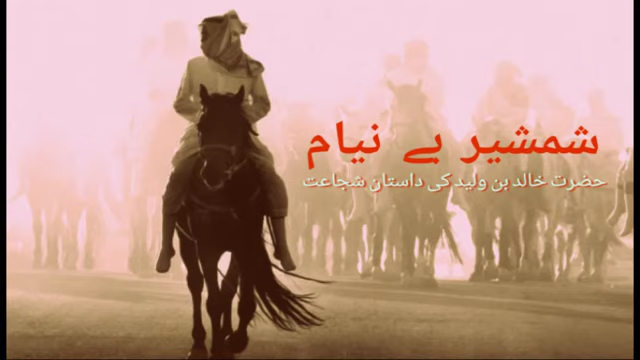 شمشیر بے نیام
حضرت خالد بن ولید کی داستان شجاعت